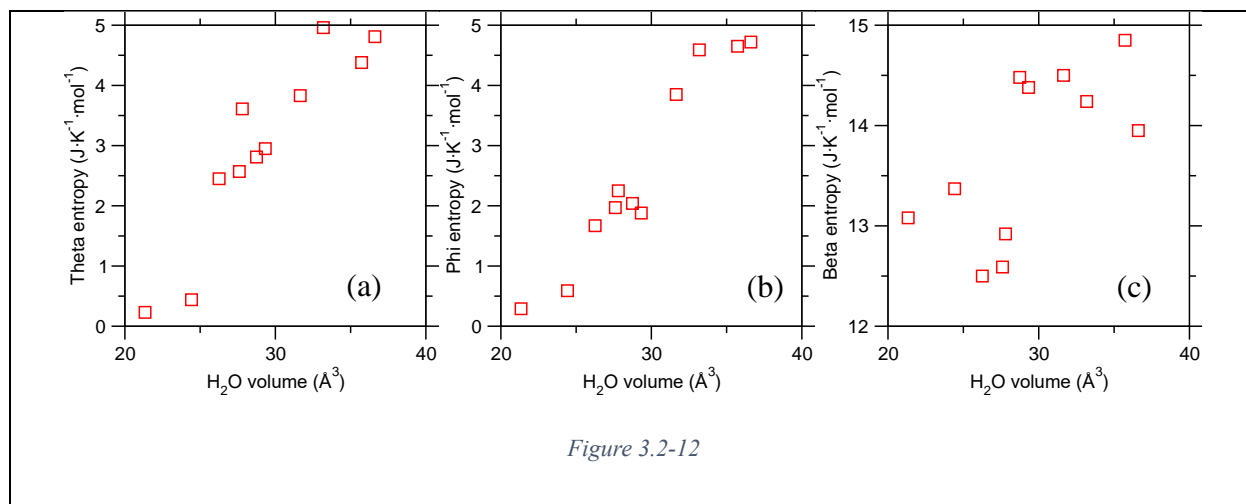 5
4
3
2
1
0
20
30
40
Theta entropy (J·K⁻¹·mol⁻¹)
H₂O volume (Å³)
(a)
5
4
3
2
1
0
20
30
40
Phi entropy (J·K⁻¹·mol⁻¹)
H₂O volume (Å³)
(b)
15
14
13
12
20
30
40
Beta entropy (J·K⁻¹·mol⁻¹)
H₂O volume (Å³)
(c)
Figure 3.2-12